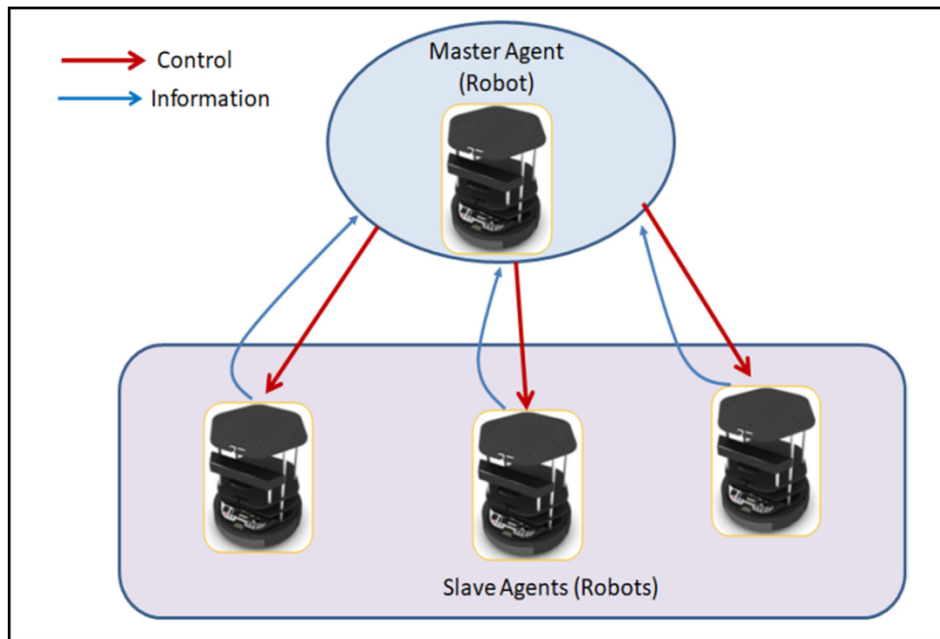 Control
Information
Master Agent
(Robot)
Slave Agents (Robots)